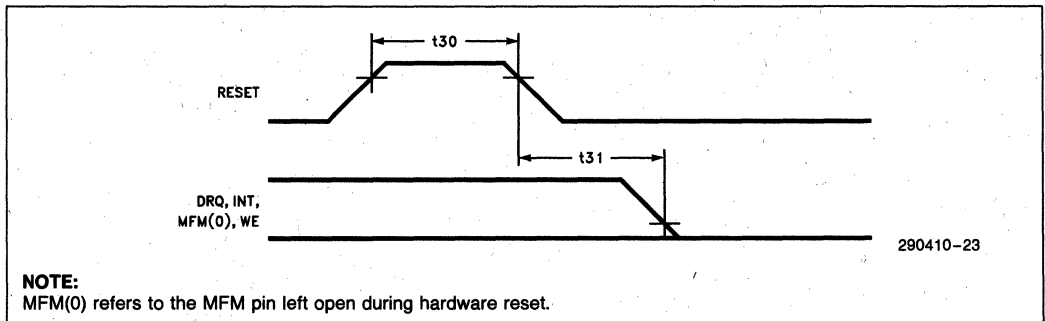 t30
RESET
t31
DRQ, INT,
MFM(0), WE
290410-23
NOTE:
MFM(0) refers to the MFM pin left open during hardware reset.